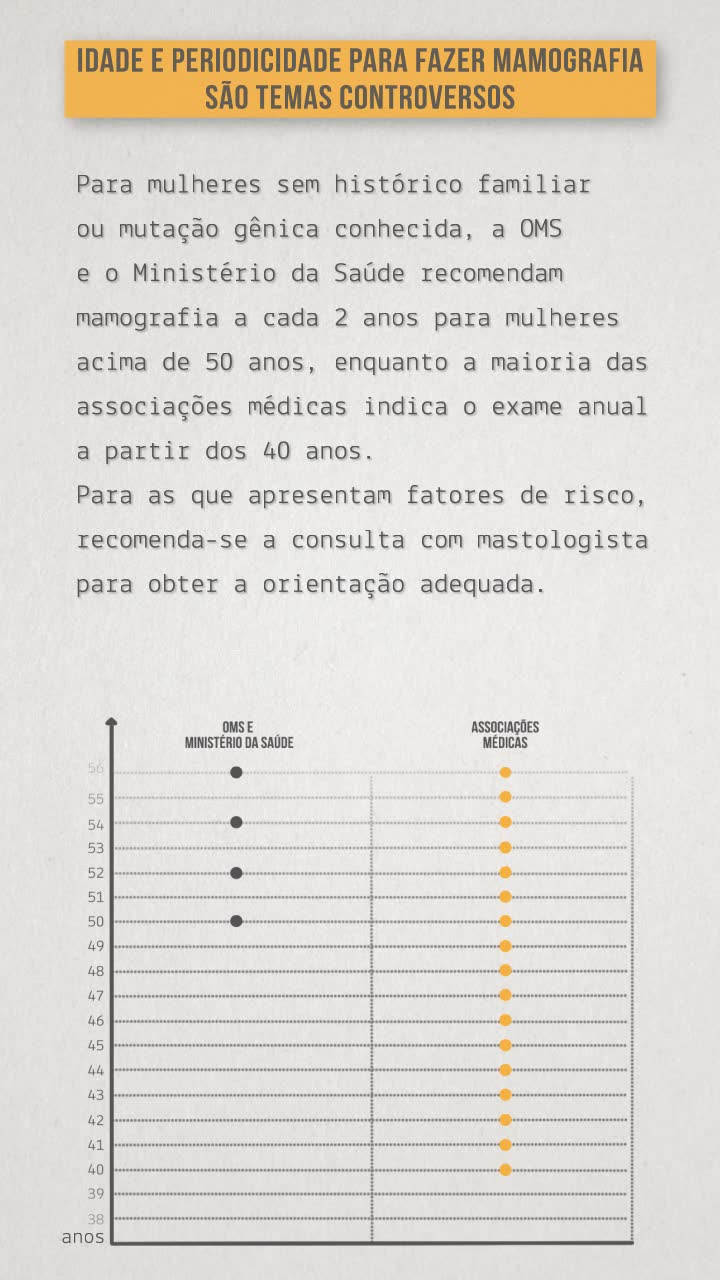 IDADE E PERIODICIDADE PARA FAZER MAMOGRAFIA
SÃO TEMAS CONTROVERSOS
Para mulheres sem histórico familiar
ou mutação gênica conhecida, a OMS
e o Ministério da Saúde recomendam
mamografia a cada 2 anos para mulheres
acima de 50 anos, enquanto a maioria das
associações médicas indica o exame anual
a partir dos 40 anos.
Para as que apresentam fatores de risco,
recomenda-se a consulta com mastologista
para obter a orientação adequada.
OMS E
MINISTÉRIO DA SAÚDE
ASSOCIAÇÕES
MÉDICAS
56
55
54
53
52
51
50
49
48
47
46
45
44
43
42
41
40
39
38
anos